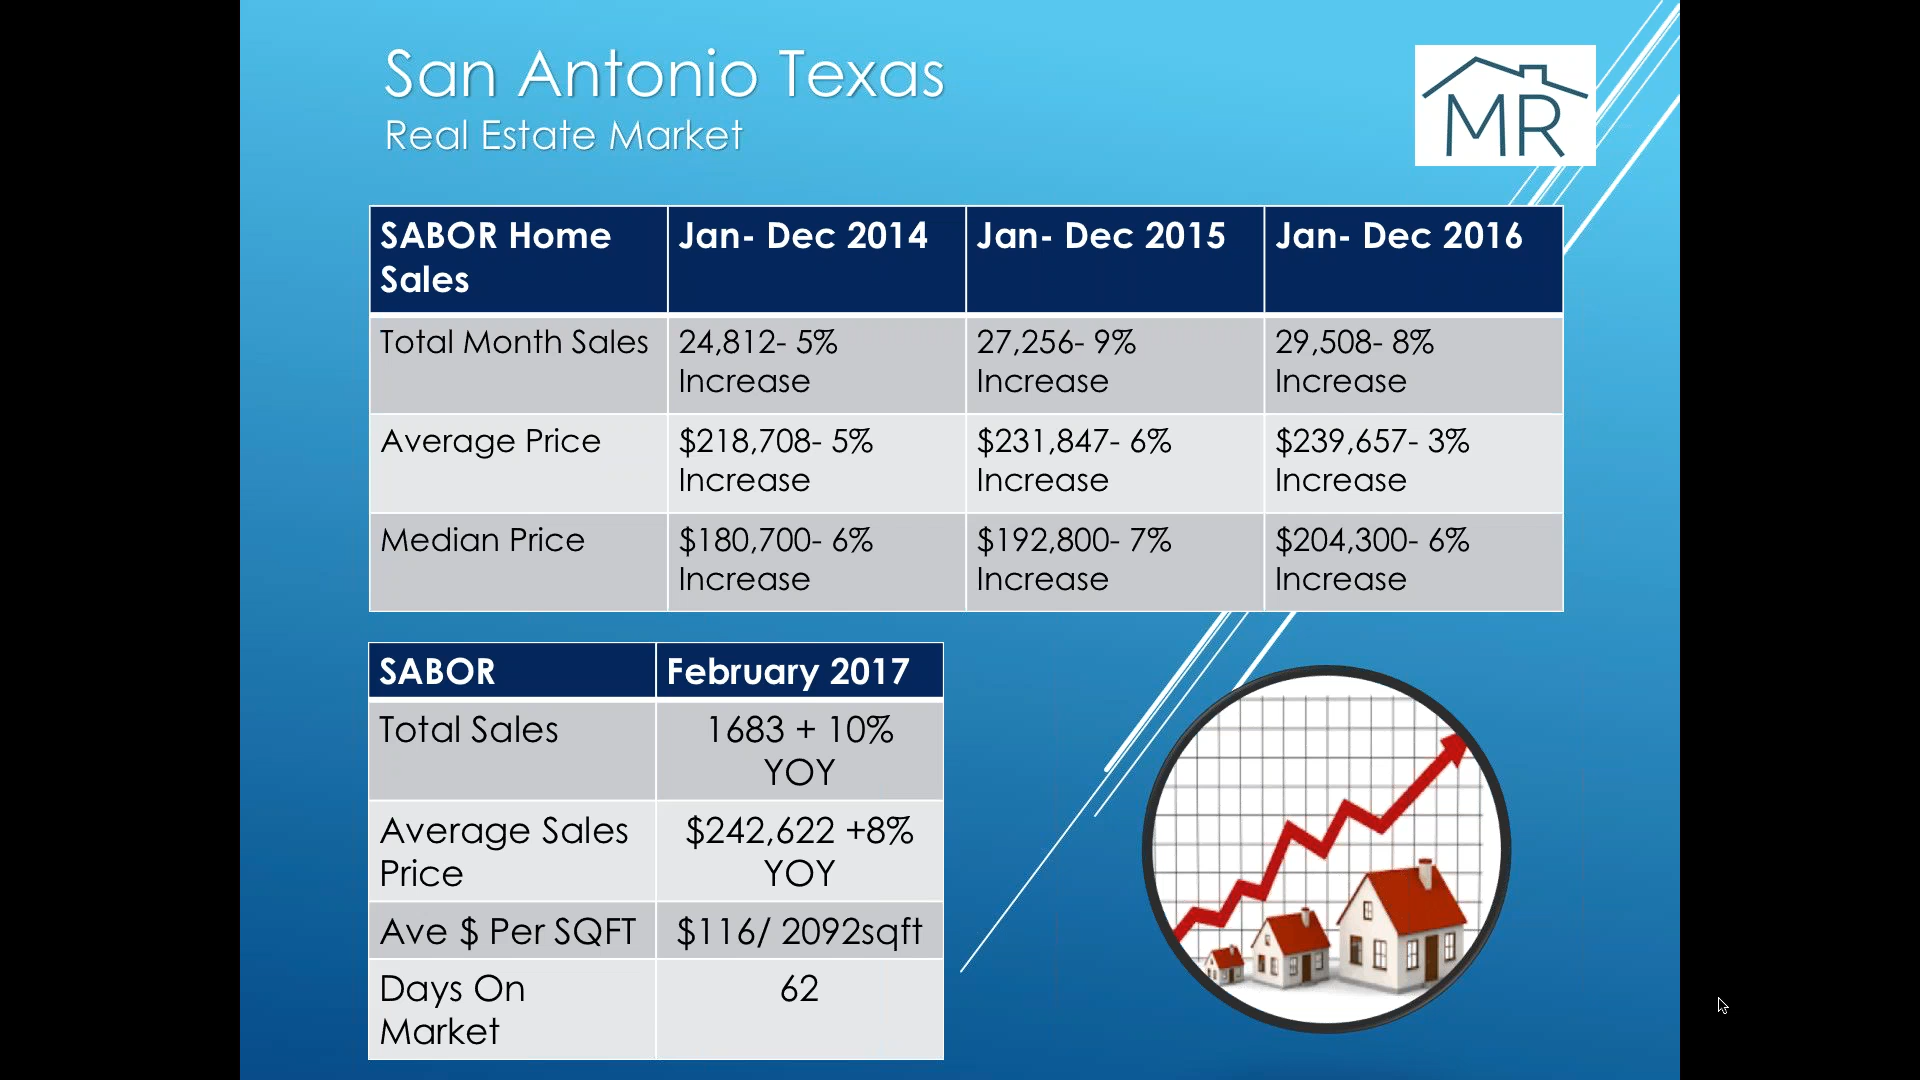 San Antonio Texas
Real Estate Market
MR
SABOR Home
Sales
Jan- Dec 2014
Jan- Dec 2015
Jan- Dec 2016
Total Month Sales
24,812- 5%
Increase
27,256- 9%
Increase
29,508- 8%
Increase
Average Price
$218,708- 5%
Increase
$231,847- 6%
Increase
$239,657- 3%
Increase
Median Price
$180,700- 6%
Increase
$192,800- 7%
Increase
$204,300- 6%
Increase
SABOR
February 2017
Total Sales
1683 + 10%
YOY
Average Sales
Price
$242,622 +8%
YOY
Ave $ Per SQFT
$116/ 2092sqft
Days On
Market
62